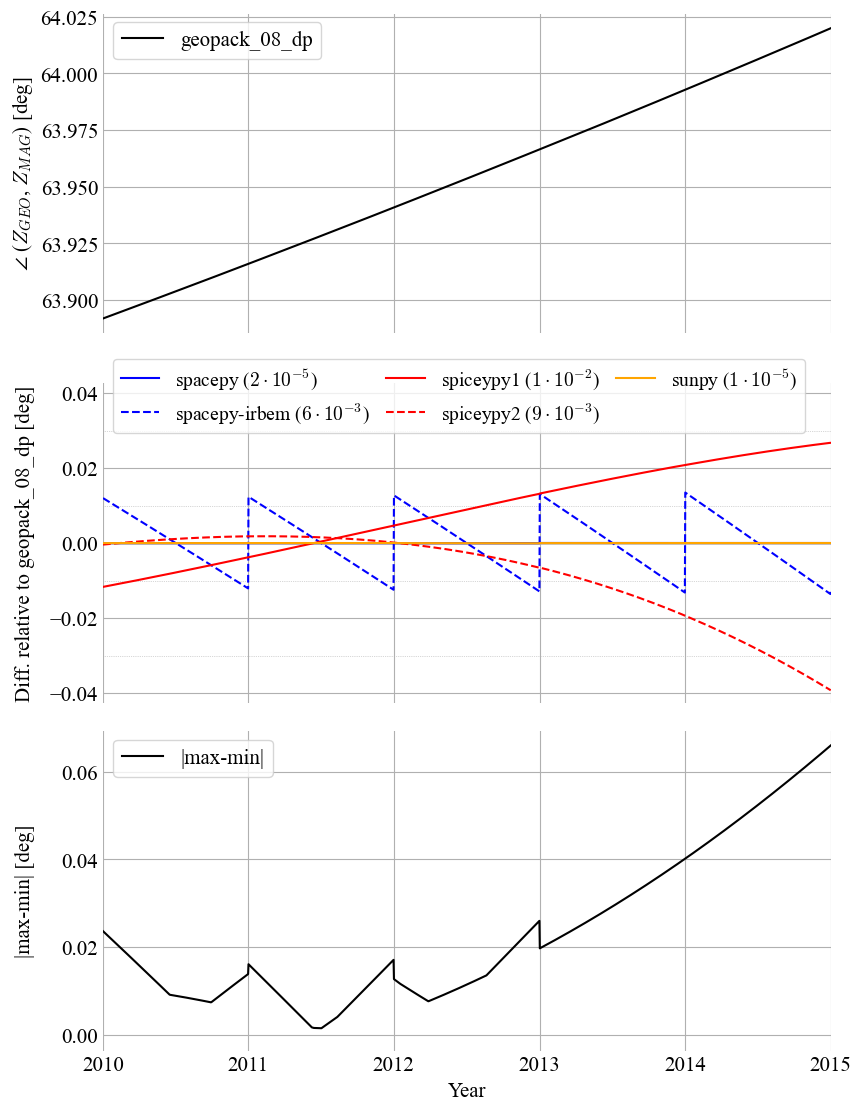 64.025
geopack_08_dp
64.000
63.975
63.950
63.925
63.900
∠ (Z_GEO, Z_MAG) [deg]
spacepy (2 · 10⁻⁵)
spiceypy1 (1 · 10⁻²)
sunpy (1 · 10⁻⁵)
spacepy-irbem (6 · 10⁻³)
spiceypy2 (9 · 10⁻³)
0.04
0.02
0.00
−0.02
−0.04
Diff. relative to geopack_08_dp [deg]
|max-min|
0.06
0.04
0.02
0.00
|max-min| [deg]
2010 2011 2012 2013 2014 2015
Year